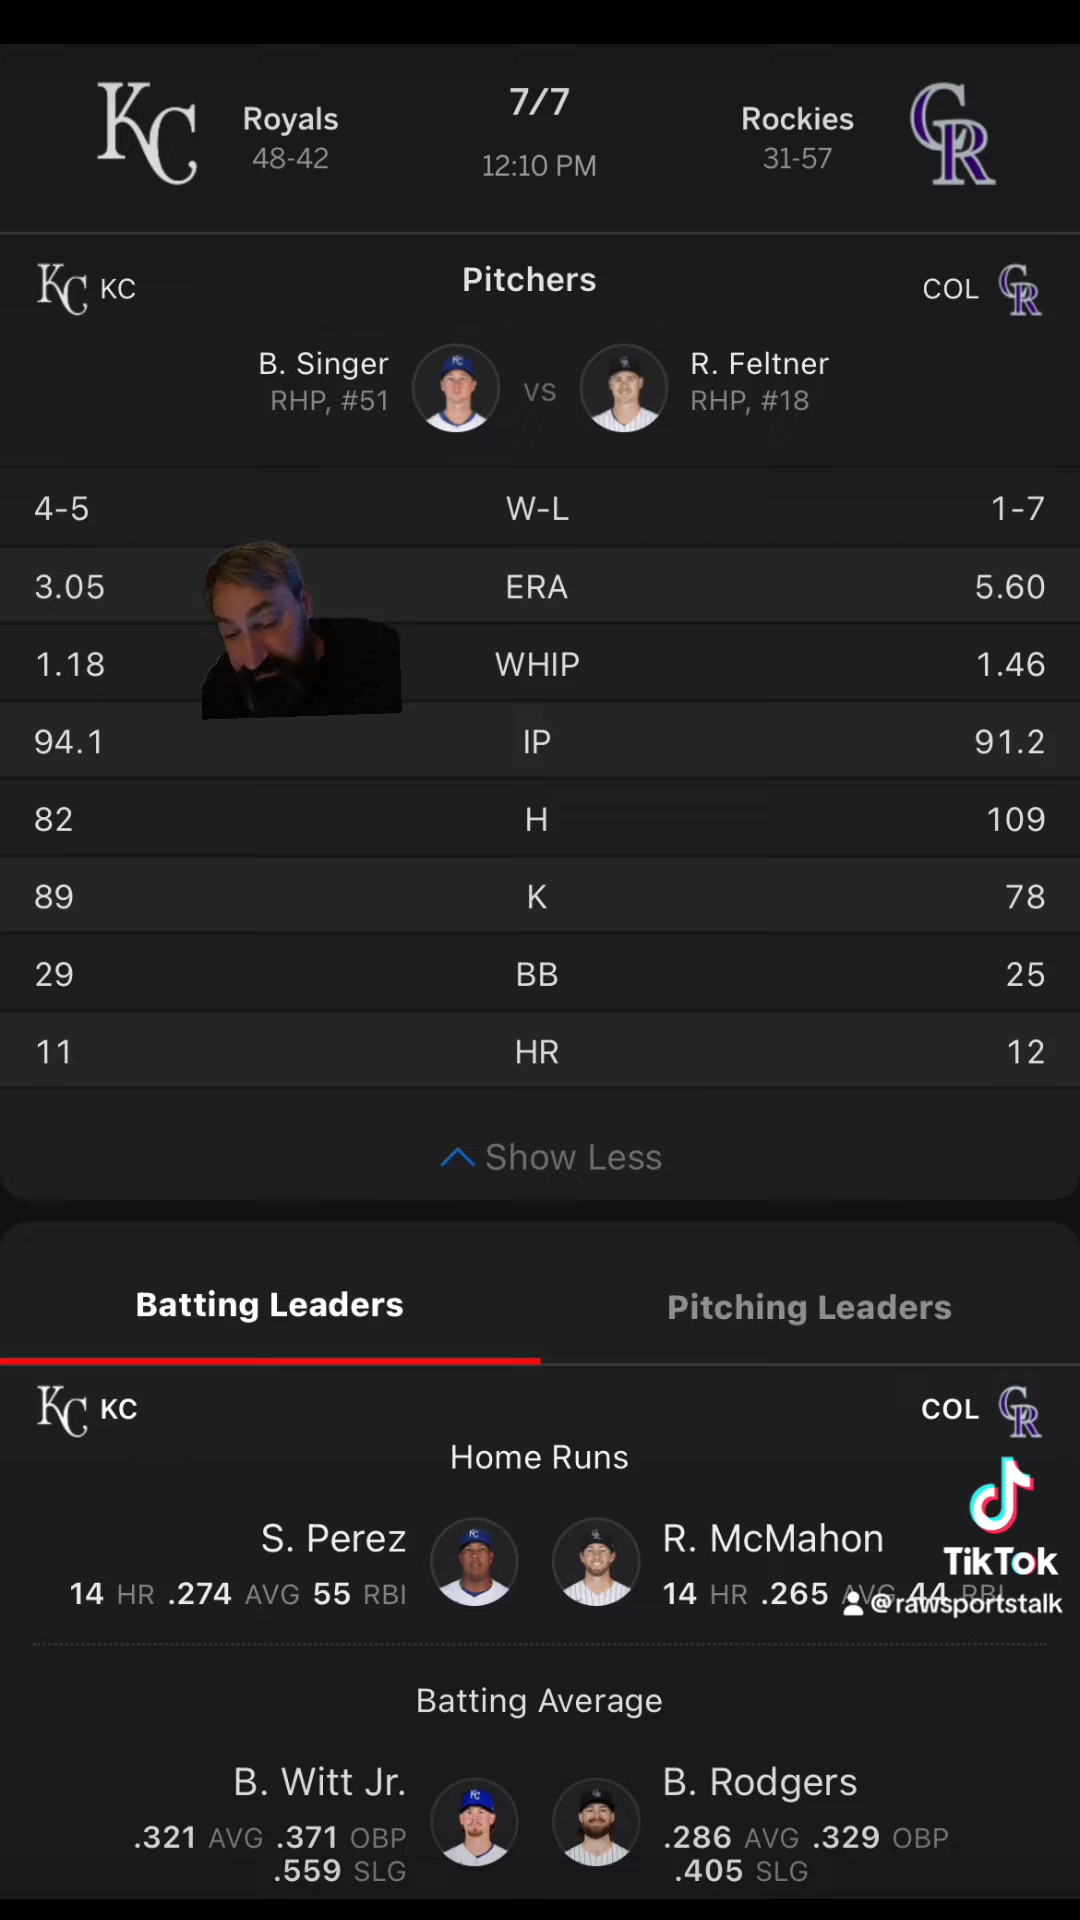 Royals
48-42
7/7
12:10 PM
Rockies
31-57
KC
Pitchers
COL
B. Singer
RHP, #51
vs
R. Feltner
RHP, #18
4-5 W-L 1-7
3.05 ERA 5.60
1.18 WHIP 1.46
94.1 IP 91.2
82 H 109
89 K 78
29 BB 25
11 HR 12
Show Less
Batting Leaders
Pitching Leaders
KC
COL
Home Runs
S. Perez
14 HR .274 AVG 55 RBI
R. McMahon
14 HR .265 AVG 44 RBI
TikTok
@rawsportstalk
Batting Average
B. Witt Jr.
.321 AVG .371 OBP
.559 SLG
B. Rodgers
.286 AVG .329 OBP
.405 SLG